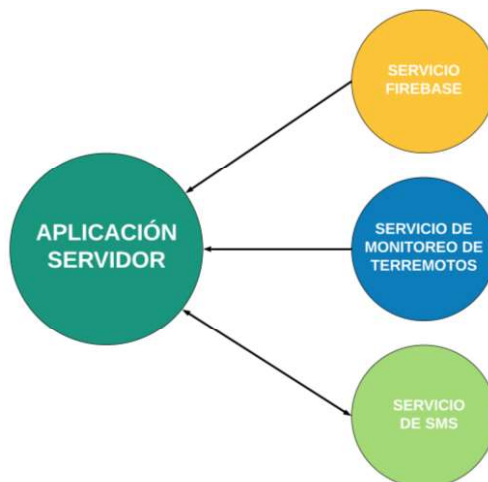 SERVICIO
FIREBASE
APLICACIÓN
SERVIDOR
SERVICIO DE
MONITOREO DE
TERREMOTOS
SERVICIO
DE SMS